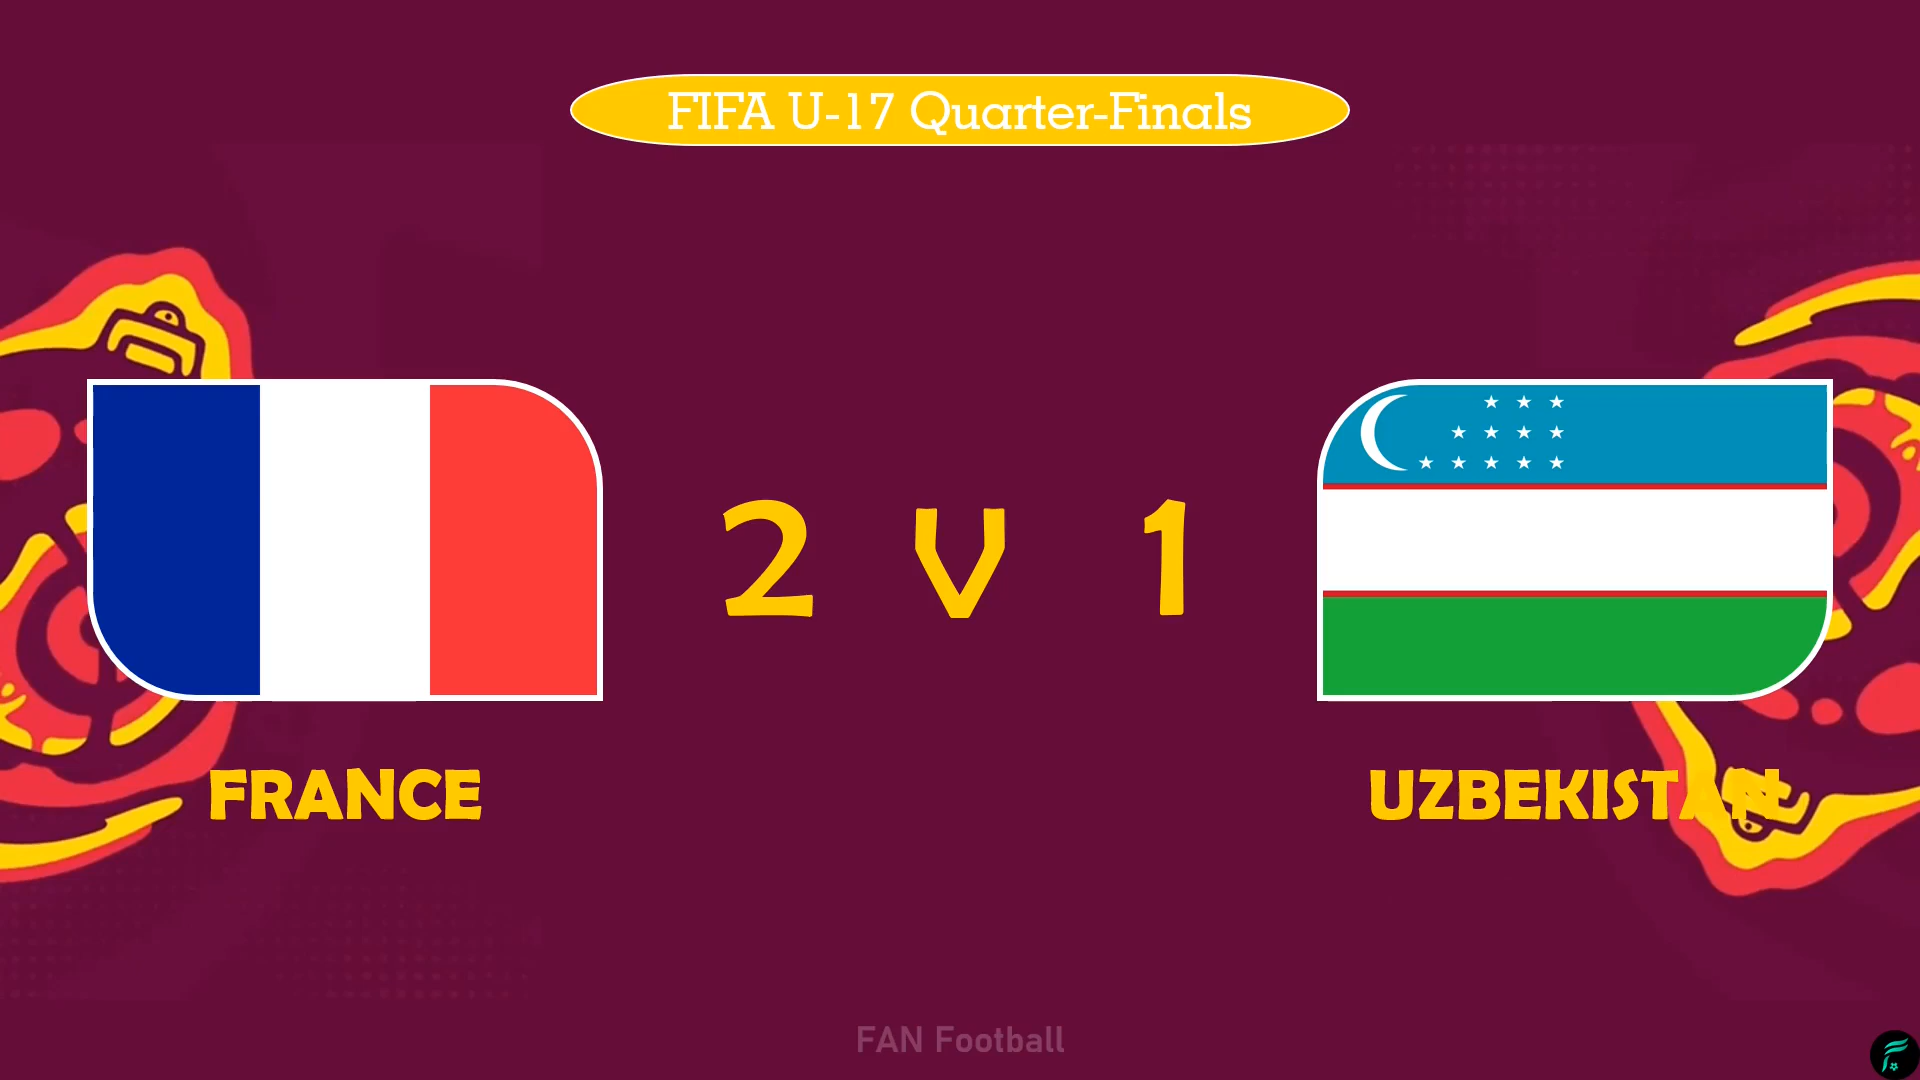 FIFA U-17 Quarter-Finals
2 V 1
FRANCE
UZBEKISTAN
FAN Football